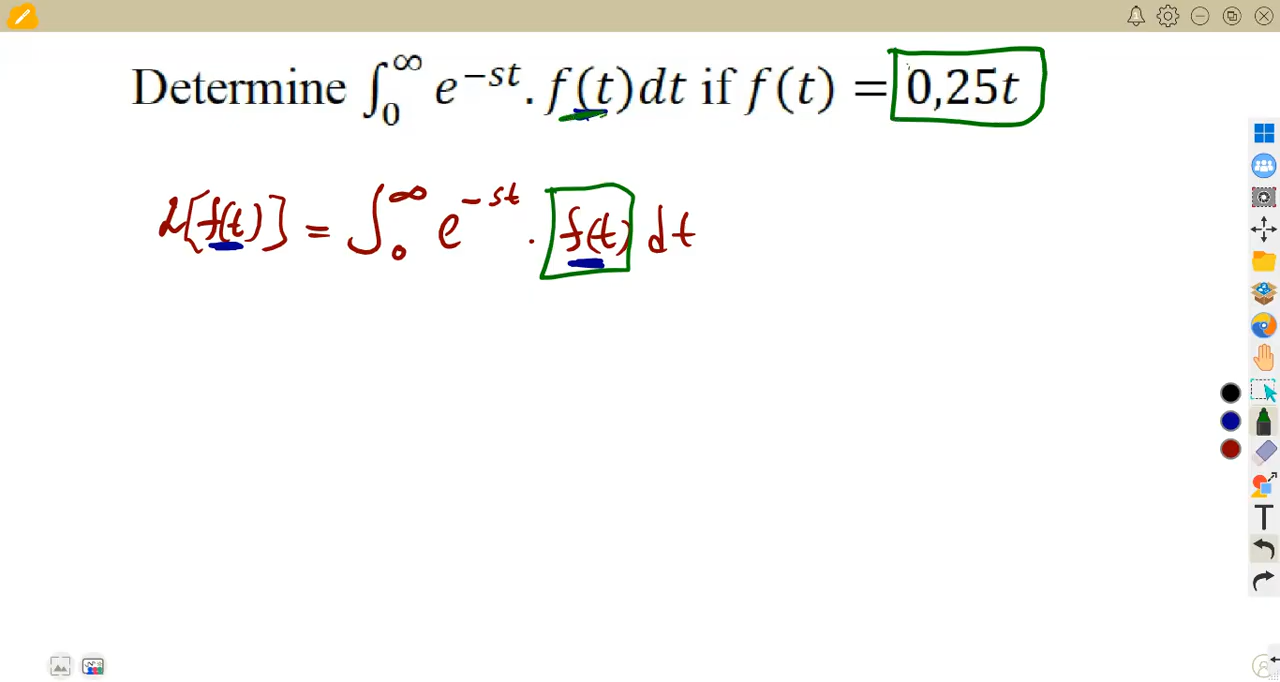 Determine ∫₀^∞ e^{-st}. f(t)dt if f(t) = 0,25t
ℒ[f(t)] = ∫₀^∞ e^{-st} . f(t) dt
T